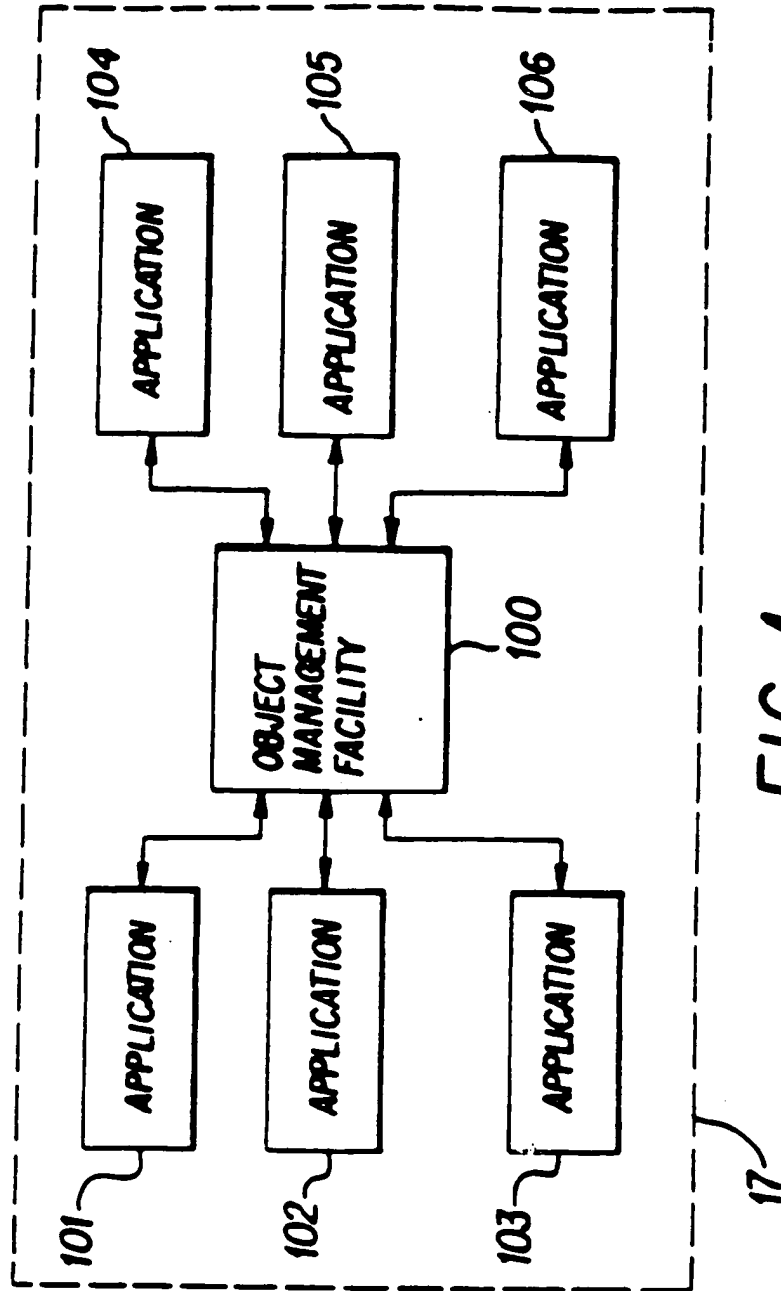 101
APPLICATION
102
APPLICATION
103
APPLICATION
OBJECT
MANAGEMENT
FACILITY
100
APPLICATION
104
APPLICATION
105
APPLICATION
106
17